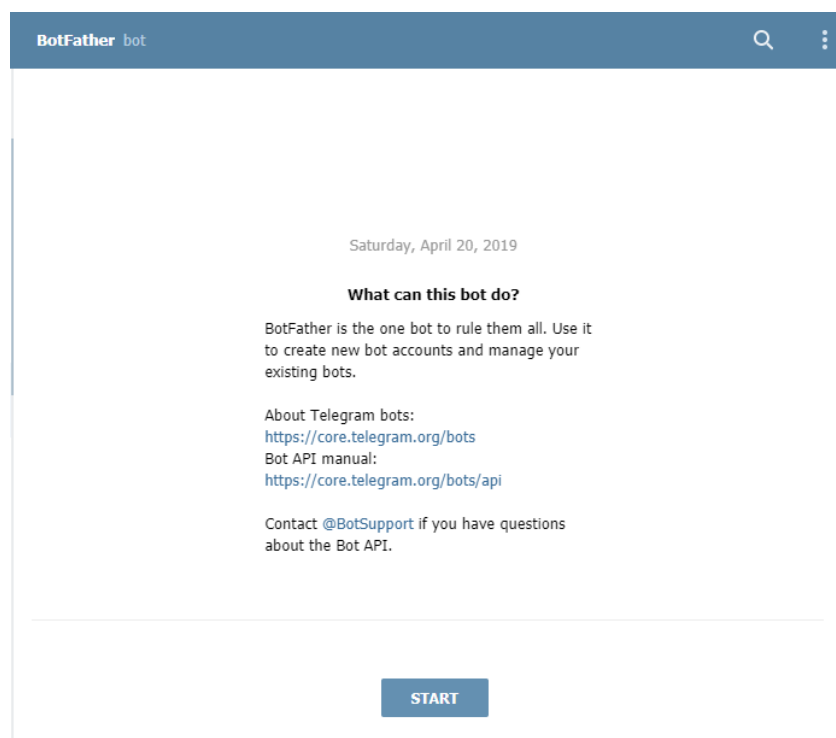 BotFather bot
Saturday, April 20, 2019
What can this bot do?
BotFather is the one bot to rule them all. Use it
to create new bot accounts and manage your
existing bots.
About Telegram bots:
https://core.telegram.org/bots
Bot API manual:
https://core.telegram.org/bots/api
Contact @BotSupport if you have questions
about the Bot API.
START